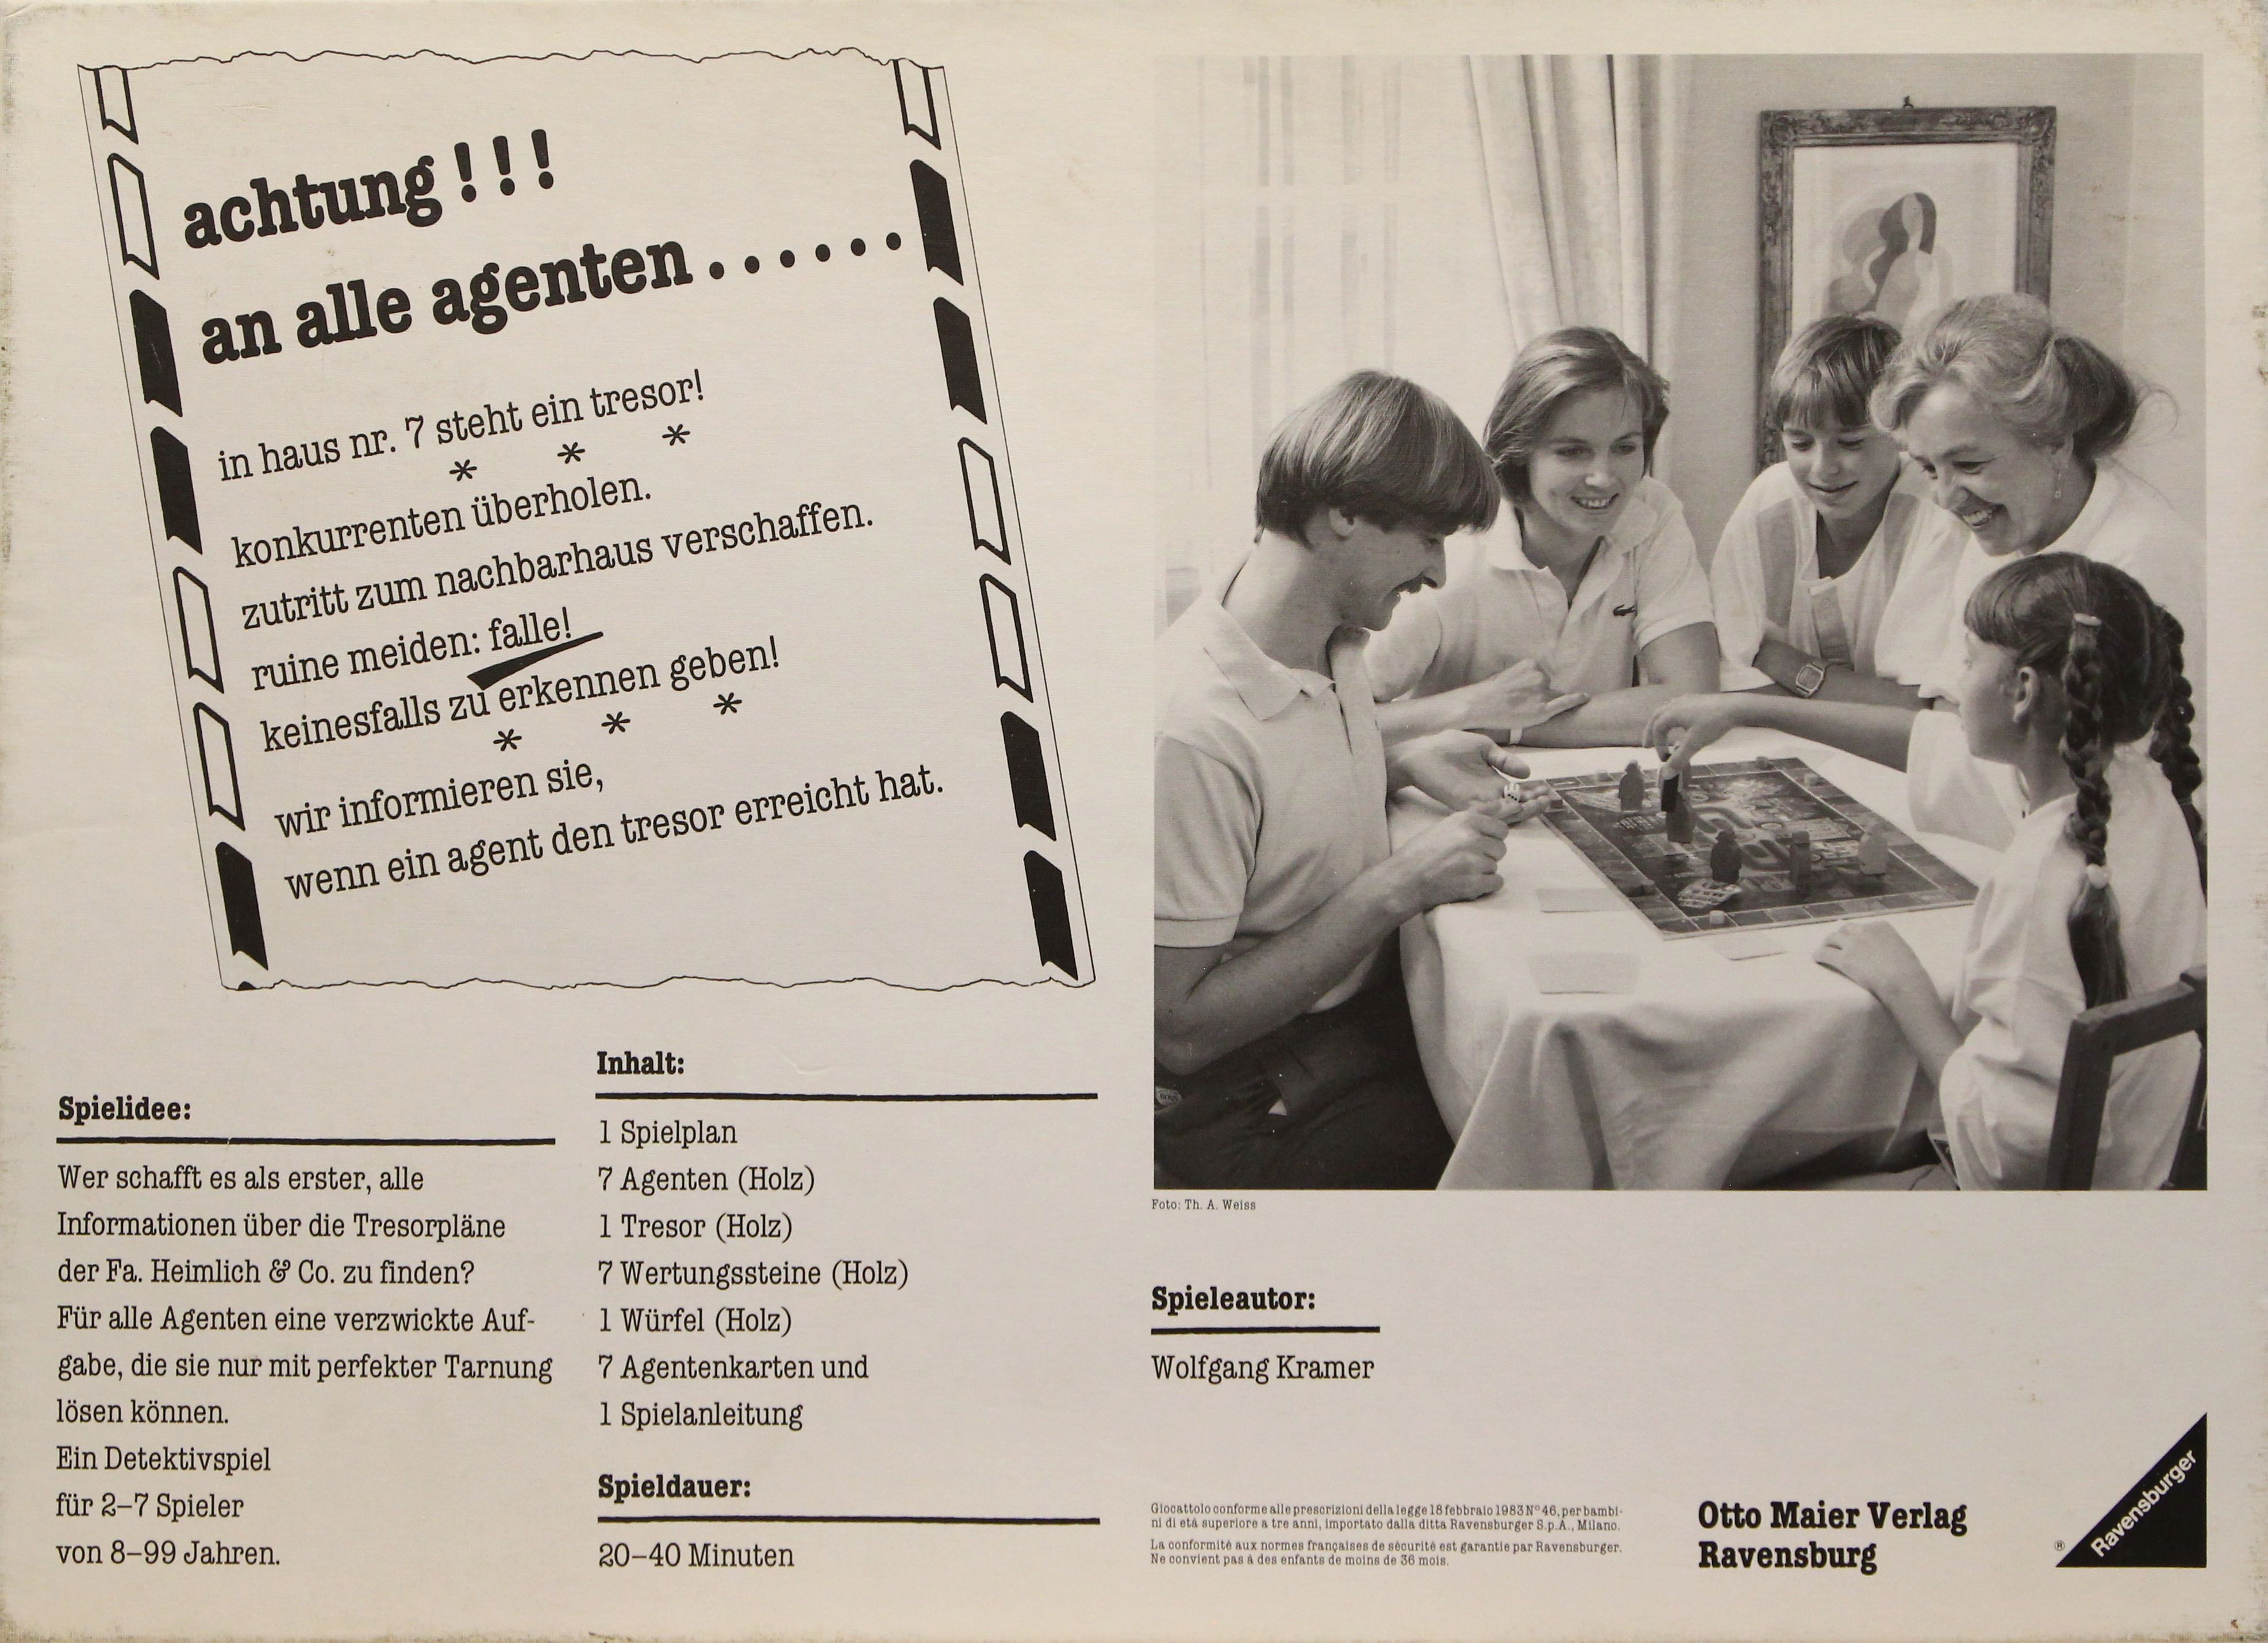 achtung!!!
an alle agenten......
in haus nr. 7 steht ein tresor!
* * *
konkurrenten überholen.
zutritt zum nachbarhaus verschaffen.
ruine meiden: falle!
keinesfalls zu erkennen geben!
* * *
wir informieren sie,
wenn ein agent den tresor erreicht hat.
Spielidee:
Wer schafft es als erster, alle
Informationen über die Tresorpläne
der Fa. Heimlich & Co. zu finden?
Für alle Agenten eine verzwickte Auf-
gabe, die sie nur mit perfekter Tarnung
lösen können.
Ein Detektivspiel
für 2–7 Spieler
von 8–99 Jahren.
Inhalt:
1 Spielplan
7 Agenten (Holz)
1 Tresor (Holz)
7 Wertungssteine (Holz)
1 Würfel (Holz)
7 Agentenkarten und
1 Spielanleitung
Spieldauer:
20–40 Minuten
Foto: Th. A. Weiss
Spieleautor:
Wolfgang Kramer
Giocattolo conforme alle prescrizioni della legge 18 febbraio 1983 N° 46, per bambi-
ni di età superiore a tre anni, importato dalla ditta Ravensburger S.p.A., Milano.
La conformité aux normes françaises de sécurité est garantie par Ravensburger.
Ne convient pas à des enfants de moins de 36 mois.
Otto Maier Verlag
Ravensburg
® Ravensburger